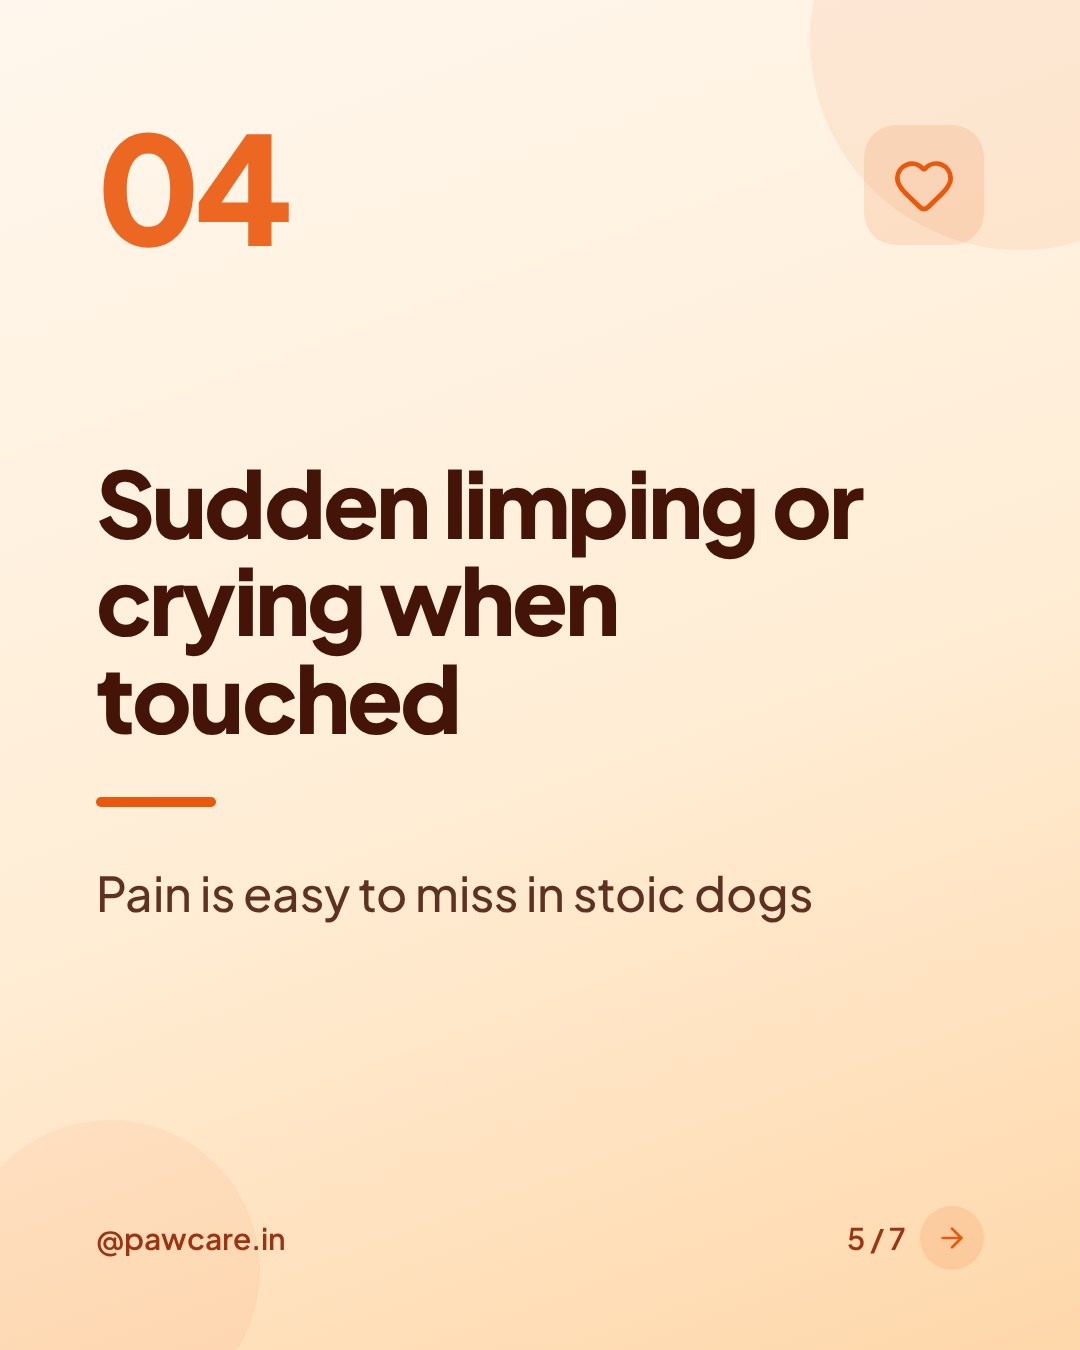 04
Sudden limping or
crying when
touched
Pain is easy to miss in stoic dogs
@pawcare.in
5 / 7